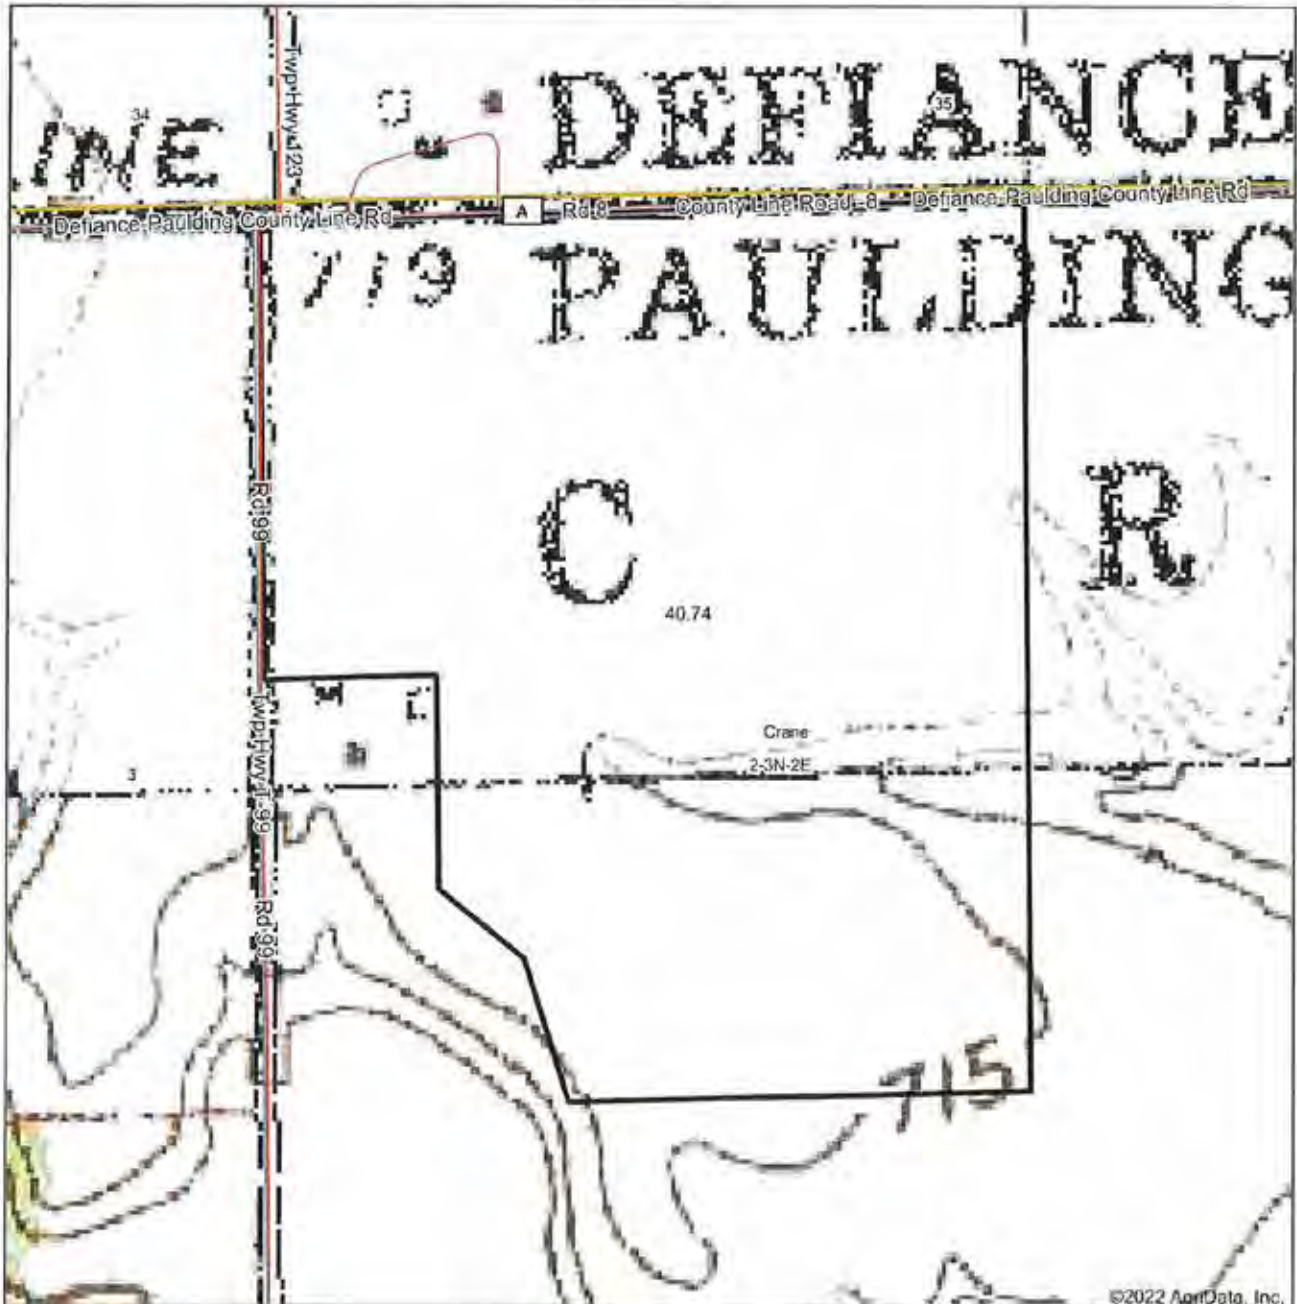 34
INE
Twp Hwy 123
DEFIANCE
35
Defiance Paulding County Line Rd
A
Rd 8
County Line Road -8
Defiance Paulding County Line Rd
PAULDING
Rd 99
C
R
40.74
Crane
2-3N-2E
3
Twp Hwy T-99
Rd 99
715
©2022 AgriData, Inc.